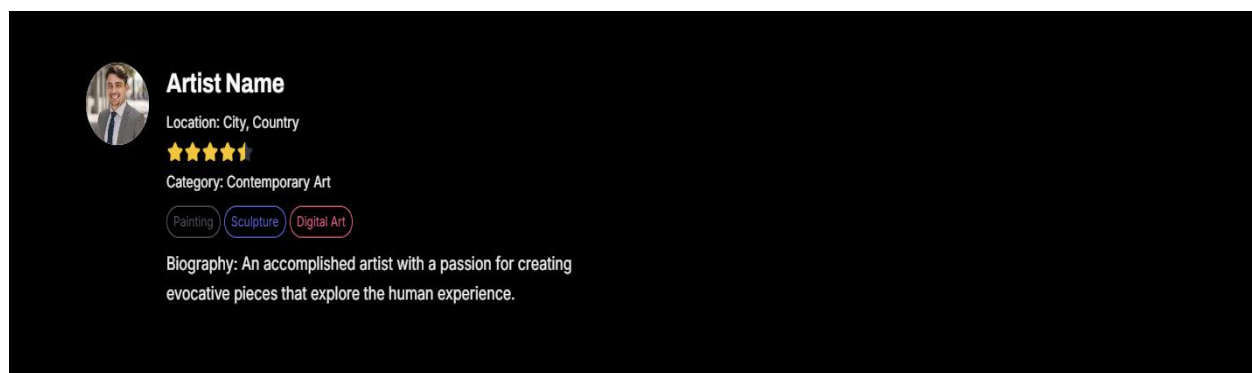 Artist Name
Location: City, Country
Category: Contemporary Art
Painting Sculpture Digital Art
Biography: An accomplished artist with a passion for creating
evocative pieces that explore the human experience.